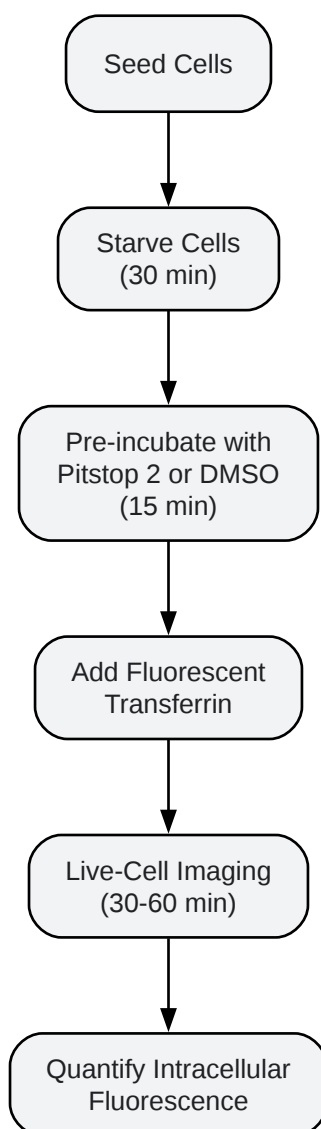 Seed Cells
Starve Cells
(30 min)
Pre-incubate with
Pitstop 2 or DMSO
(15 min)
Add Fluorescent
Transferrin
Live-Cell Imaging
(30-60 min)
Quantify Intracellular
Fluorescence